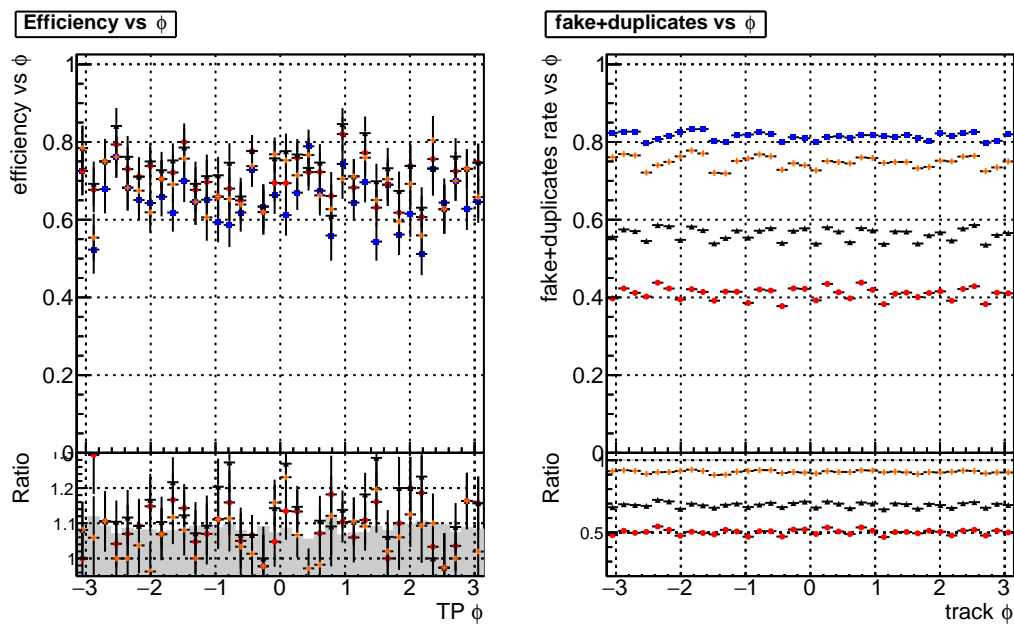 Efficiency vs ϕ
efficiency vs ϕ
1
0.8
0.6
0.4
0.2
0
Ratio
1.3
1.2
1.1
1
−3 −2 −1 0 1 2 3
TP ϕ
fake+duplicates vs ϕ
fake+duplicates rate vs ϕ
1
0.8
0.6
0.4
0.2
0
Ratio
0.5
−3 −2 −1 0 1 2 3
track ϕ